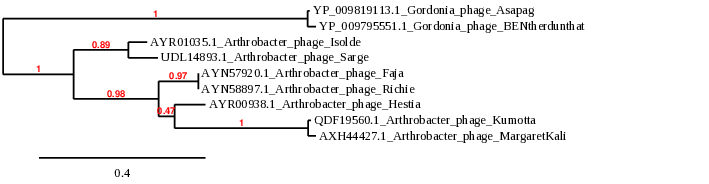 1
YP_009819113.1_Gordonia_phage_Asapag
YP_009795551.1_Gordonia_phage_BENtherdunthat
0.89
AYR01035.1_Arthrobacter_phage_Isolde
UDL14893.1_Arthrobacter_phage_Sarge
1
0.97
AYN57920.1_Arthrobacter_phage_Faja
AYN58897.1_Arthrobacter_phage_Richie
0.98
AYR00938.1_Arthrobacter_phage_Hestia
0.47
1
QDF19560.1_Arthrobacter_phage_Kumotta
AXH44427.1_Arthrobacter_phage_MargaretKali
0.4